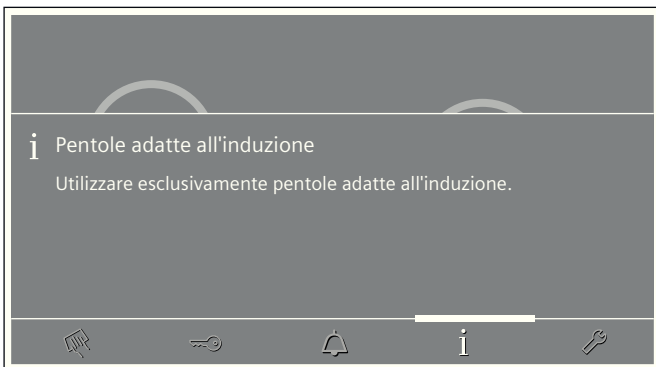 i Pentole adatte all'induzione
Utilizzare esclusivamente pentole adatte all'induzione.
i